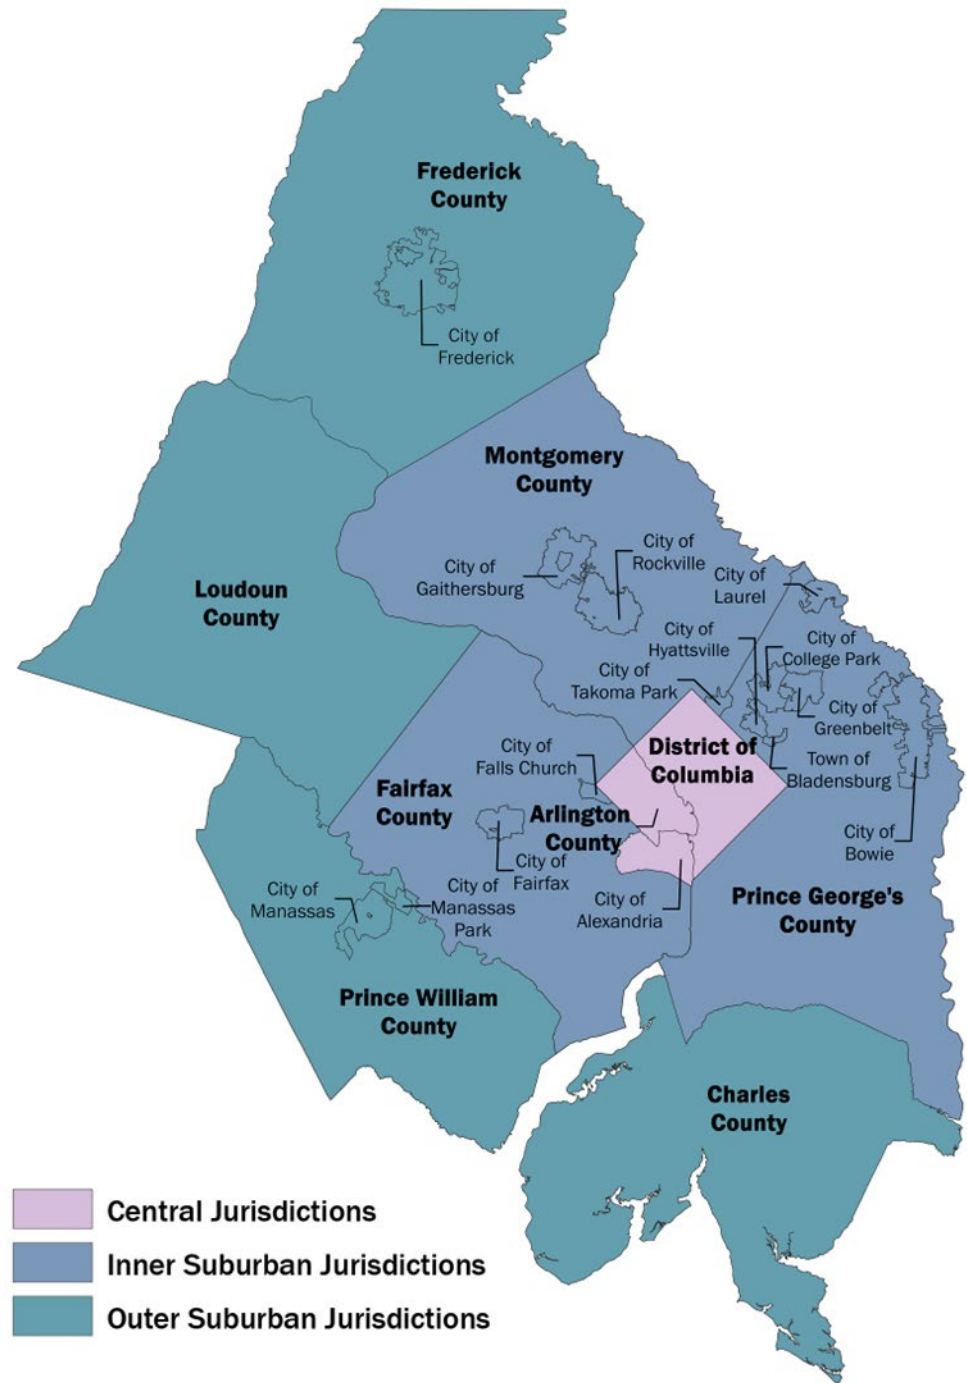 Frederick
County
City of
Frederick
Montgomery
County
City of
Rockville
City of
Gaithersburg
City of
Laurel
Loudoun
County
City of
Hyattsville
City of
College Park
City of
Takoma Park
City of
Greenbelt
City of
Falls Church
District of
Columbia
Town of
Bladensburg
Fairfax
County
Arlington
County
City of
Bowie
City of
Fairfax
City of
Manassas
City of
Manassas
Park
City of
Alexandria
Prince George's
County
Prince William
County
Charles
County
Central Jurisdictions
Inner Suburban Jurisdictions
Outer Suburban Jurisdictions